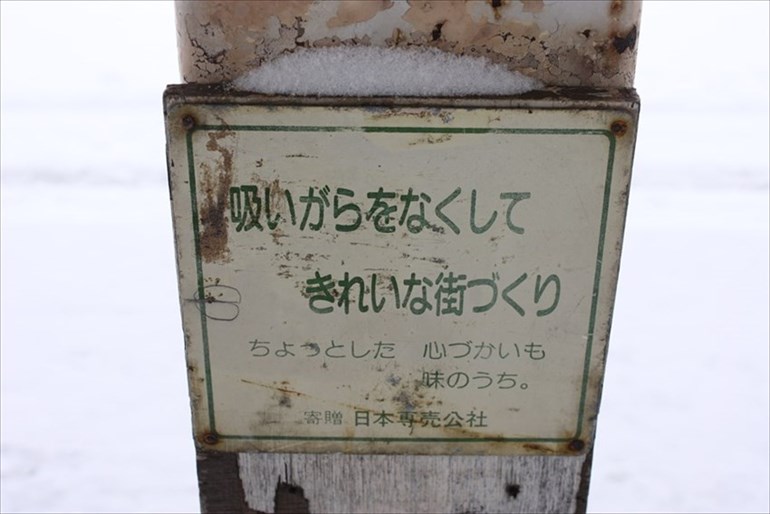 吸いがらをなくして
きれいな街づくり
ちょっとした 心づかいも
味のうち。
寄贈 日本専売公社